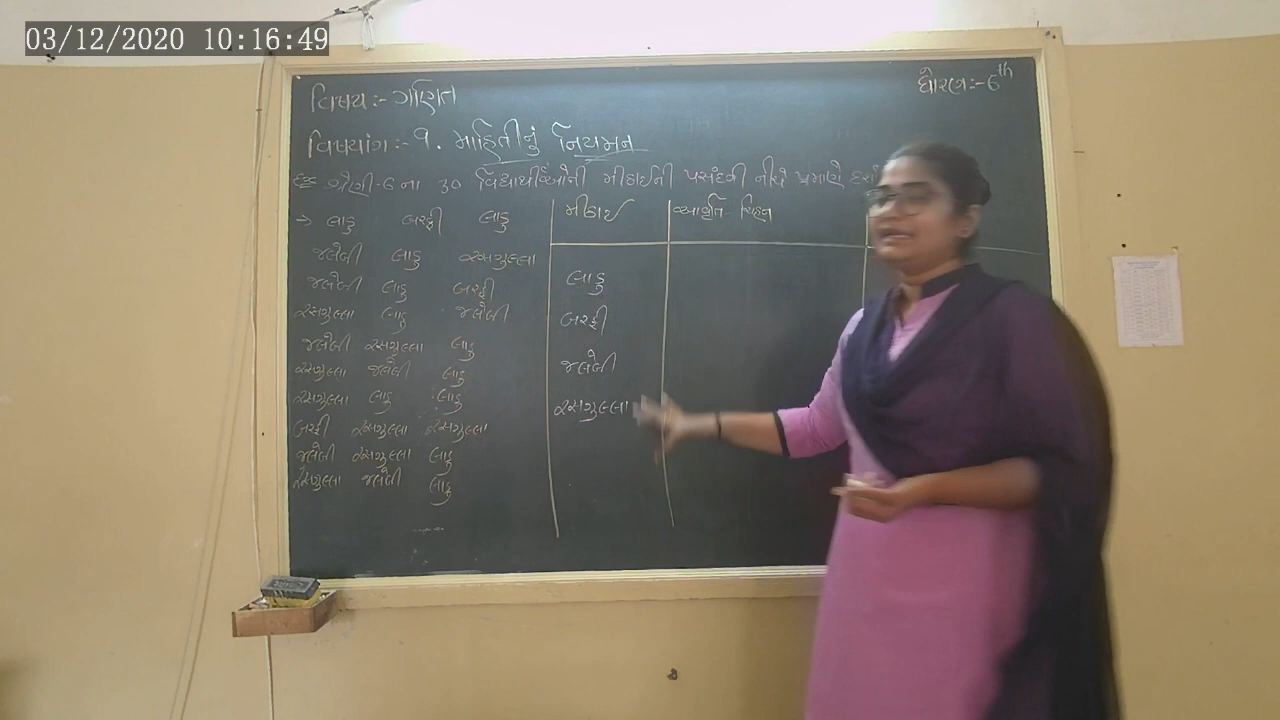 03/12/2020 10:16:49
વિષય:- ગણિત
ધોરણ:- 6th
વિષયાંગ:- 9. માહિતીનું નિયમન
શ્રેણી-6 ના 30 વિદ્યાર્થીઓની મીઠાઈની પસંદગી નીચે પ્રમાણે
→ લાડુ બરફી લાડુ
જલેબી લાડુ રસગુલ્લા
જલેબી લાડુ બરફી
રસગુલ્લા લાડુ જલેબી
જલેબી રસગુલ્લા લાડુ
રસગુલ્લા જલેબી લાડુ
રસગુલ્લા લાડુ લાડુ
બરફી રસગુલ્લા રસગુલ્લા
જલેબી રસગુલ્લા લાડુ
રસગુલ્લા જલેબી લાડુ
મીઠાઈ આવૃત્તિ ચિહ્ન
લાડુ
બરફી
જલેબી
રસગુલ્લા